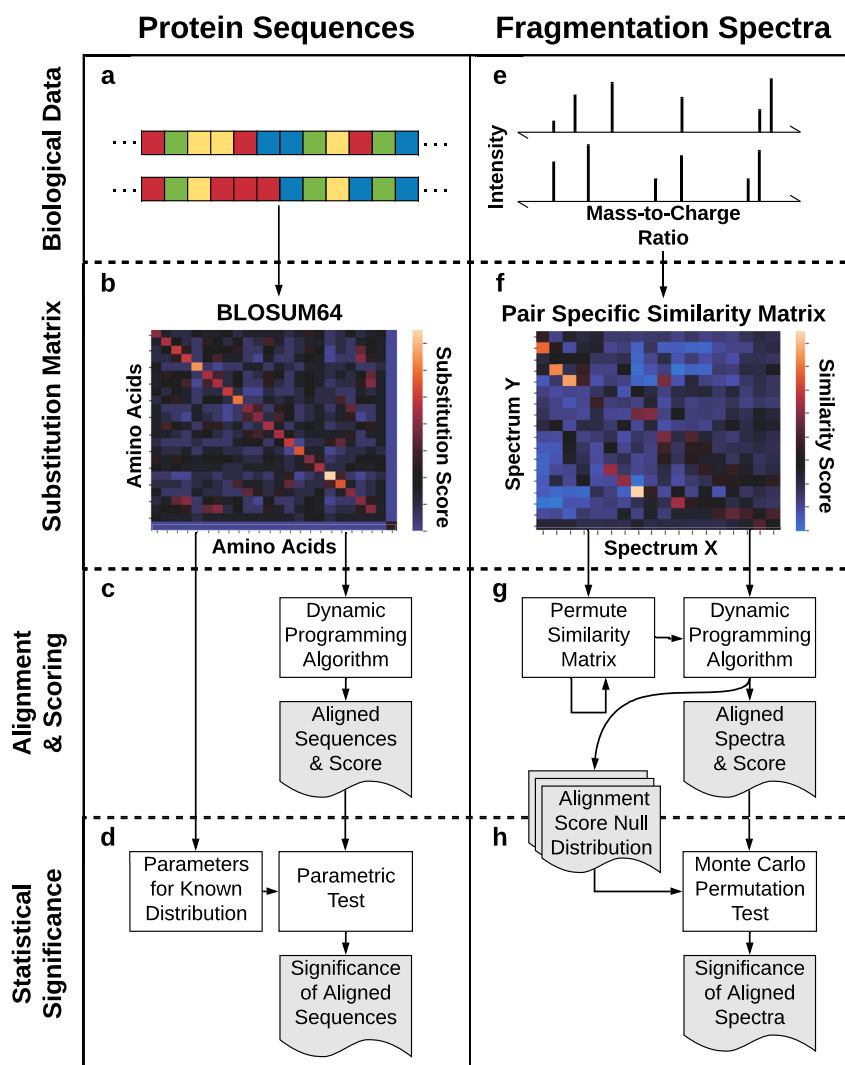 Protein Sequences
Fragmentation Spectra
Biological Data
a
···
···
···
···
e
Intensity
Mass-to-Charge
Ratio
Substitution Matrix
b
BLOSUM64
Amino Acids
Amino Acids
Substitution Score
f
Pair Specific Similarity Matrix
Spectrum Y
Spectrum X
Similarity Score
Alignment
& Scoring
c
Dynamic
Programming
Algorithm
Aligned
Sequences
& Score
g
Permute
Similarity
Matrix
Dynamic
Programming
Algorithm
Aligned
Spectra
& Score
Alignment
Score Null
Distribution
Statistical
Significance
d
Parameters
for Known
Distribution
Parametric
Test
Significance
of Aligned
Sequences
h
Monte Carlo
Permutation
Test
Significance
of Aligned
Spectra